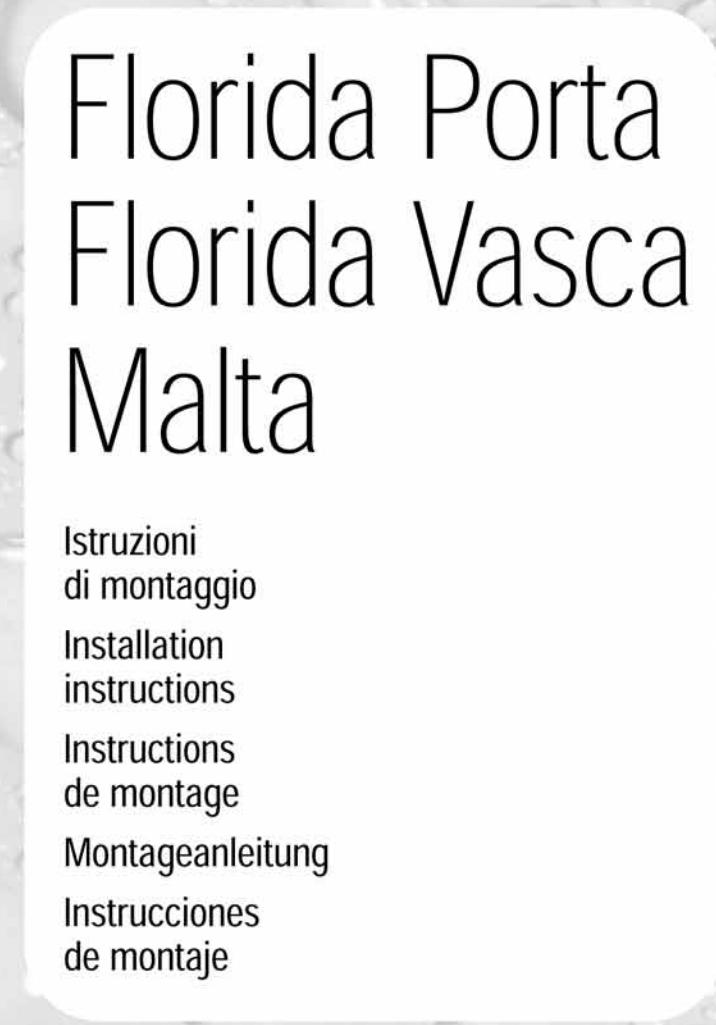 Florida Porta
Florida Vasca
Malta
Istruzioni
di montaggio
Installation
instructions
Instructions
de montage
Montageanleitung
Instrucciones
de montaje